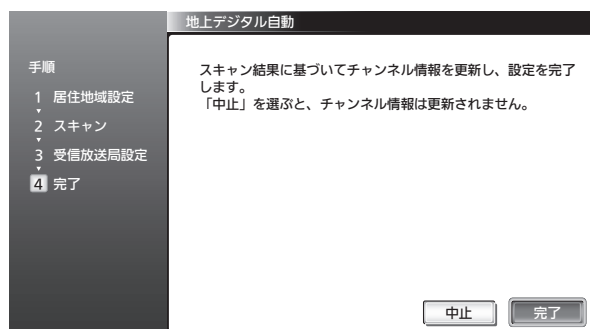 地上デジタル自動
手順
1 居住地域設定
2 スキャン
3 受信放送局設定
4 完了
スキャン結果に基づいてチャンネル情報を更新し、設定を完了
します。
「中止」を選ぶと、チャンネル情報は更新されません。
中止
完了